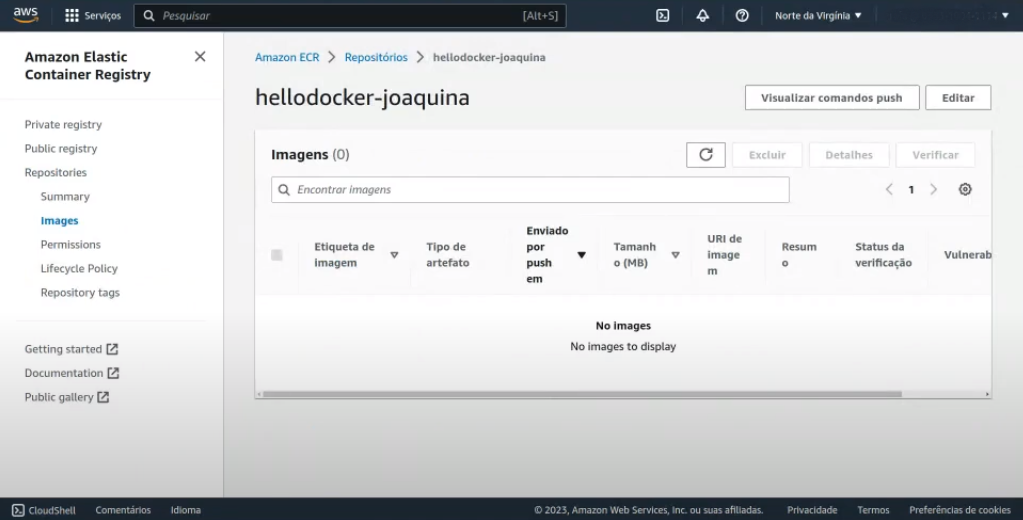 aws
Serviços
Pesquisar
[Alt+S]
Norte da Virgínia
Amazon Elastic
Container Registry
Private registry
Public registry
Repositories
Summary
Images
Permissions
Lifecycle Policy
Repository tags
Getting started
Documentation
Public gallery
Amazon ECR > Repositórios > hellodocker-joaquina
hellodocker-joaquina
Visualizar comandos push
Editar
Imagens (0)
Excluir
Detalhes
Verificar
Encontrar imagens
1
Etiqueta de
imagem
Tipo de
artefato
Enviado
por
push
em
Tamanh
o (MB)
URI de
image
m
Resum
o
Status da
verificação
Vulnerab
No images
No images to display
CloudShell
Comentários
Idioma
© 2023, Amazon Web Services, Inc. ou suas afiliadas.
Privacidade
Termos
Preferências de cookies